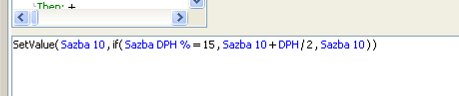 Then: +
SetValue( Sazba 10 , if( Sazba DPH % = 15 , Sazba 10 + DPH / 2 , Sazba 10 ) )